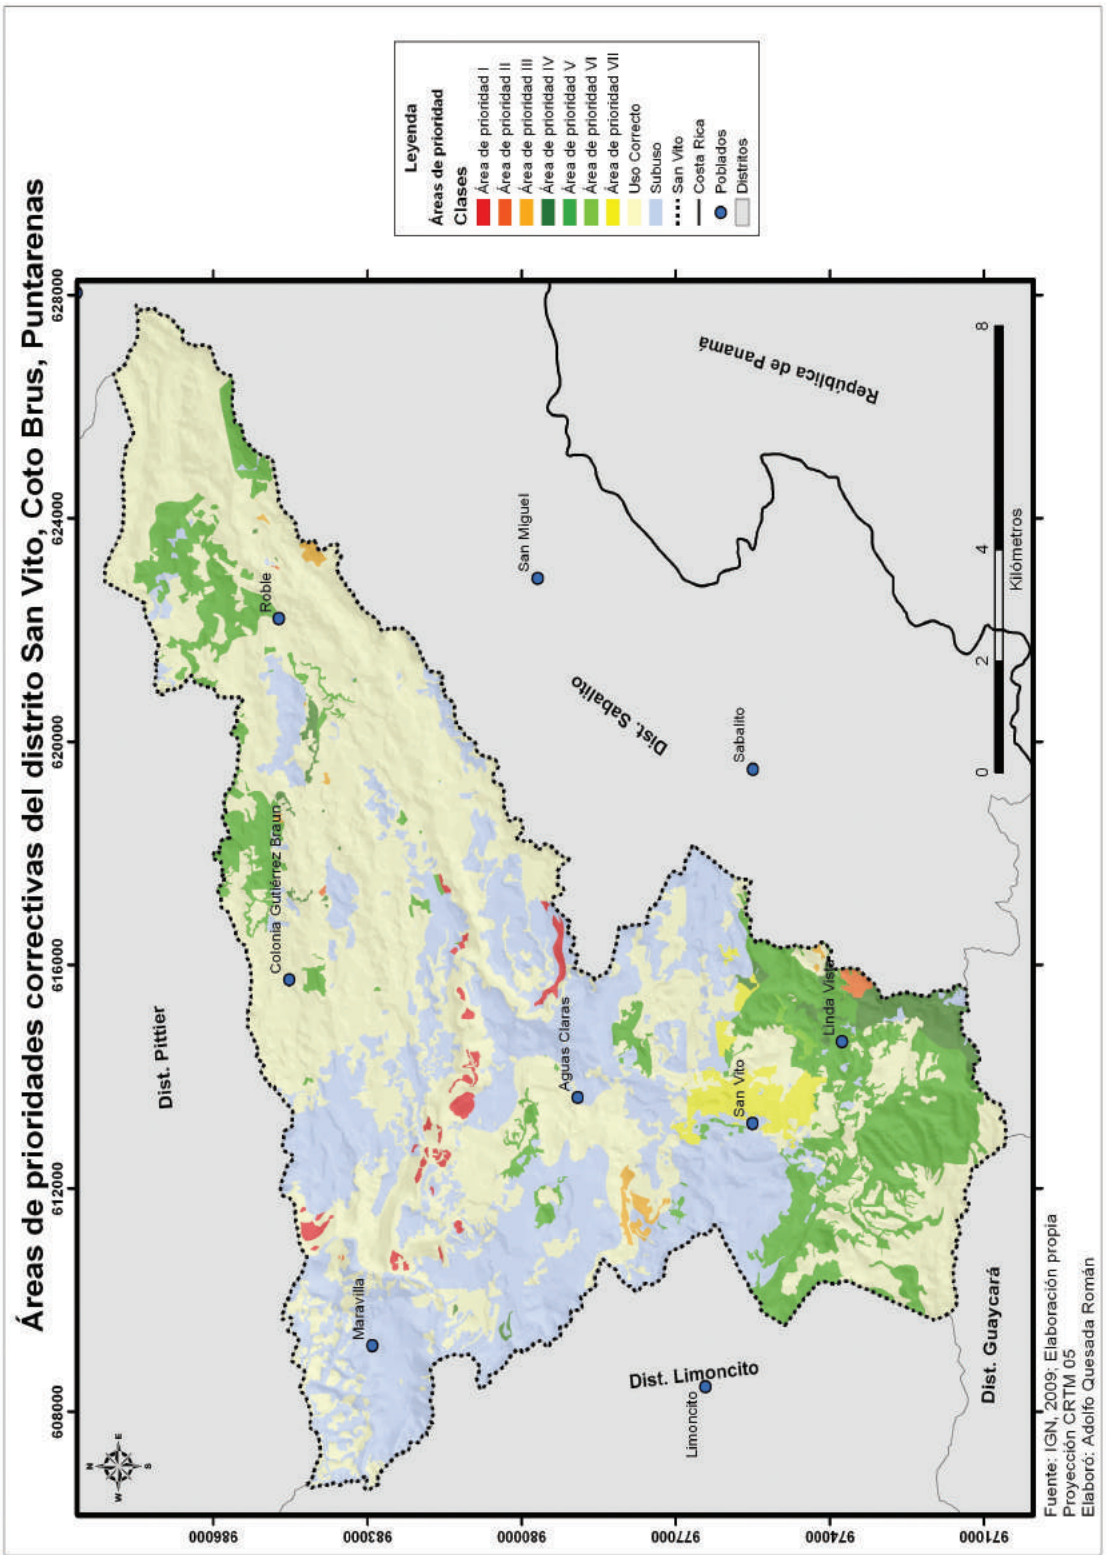 Áreas de prioridades correctivas del distrito San Vito, Coto Brus, Puntarenas
608000
612000
616000
620000
624000
628000
986000
983000
980000
977000
974000
971000
N
W
E
S
Dist. Pittier
Maravilla
Colonia Gutiérrez Braun
Roble
Aguas Claras
San Miguel
Dist. Sabalito
Sabalito
República de Panamá
San Vito
Linda Vista
Dist. Limoncito
Limoncito
Dist. Guaycará
0
2
4
8
Kilómetros
Leyenda
Áreas de prioridad
Clases
Área de prioridad I
Área de prioridad II
Área de prioridad III
Área de prioridad IV
Área de prioridad V
Área de prioridad VI
Área de prioridad VII
Uso Correcto
Subuso
San Vito
Costa Rica
Poblados
Distritos
Fuente: IGN, 2009; Elaboración propia
Proyección CRTM 05
Elaboró: Adolfo Quesada Román